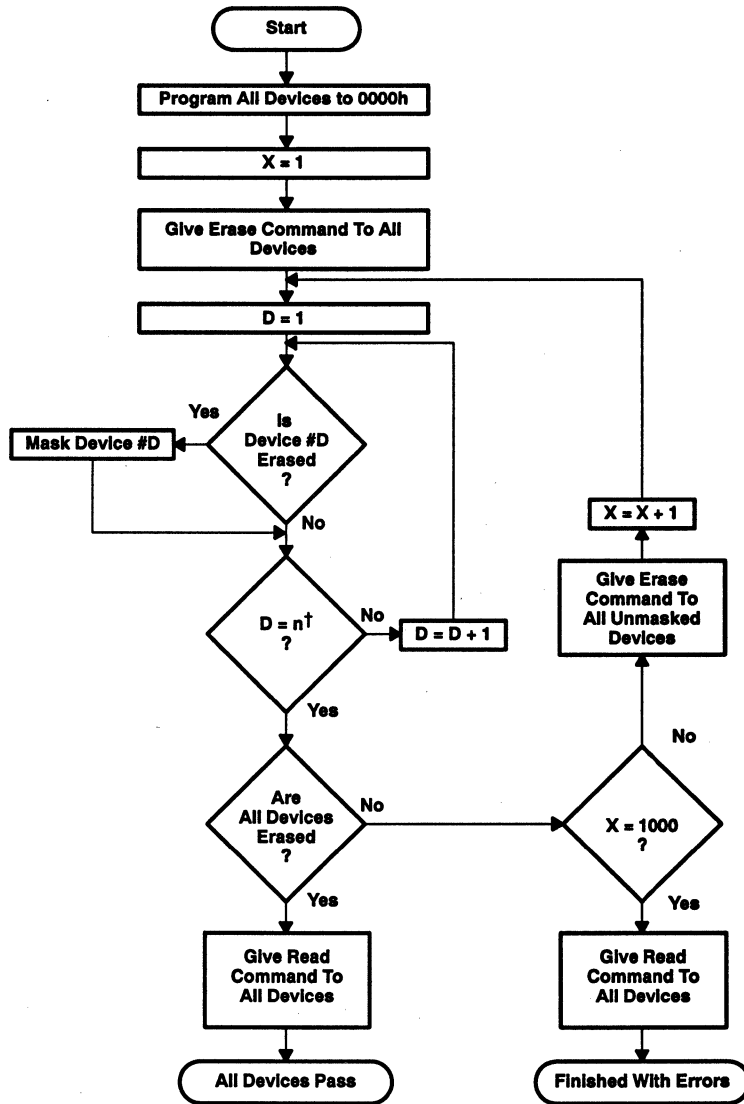 Start
Program All Devices to 0000h
X = 1
Give Erase Command To All
Devices
D = 1
Yes
Is
Device #D
Erased
?
Mask Device #D
No
D = n†
?
No
D = D + 1
Yes
Are
All Devices
Erased
?
No
X = 1000
?
No
Give Erase
Command To
All Unmasked
Devices
X = X + 1
Yes
Give Read
Command To
All Devices
All Devices Pass
Yes
Give Read
Command To
All Devices
Finished With Errors